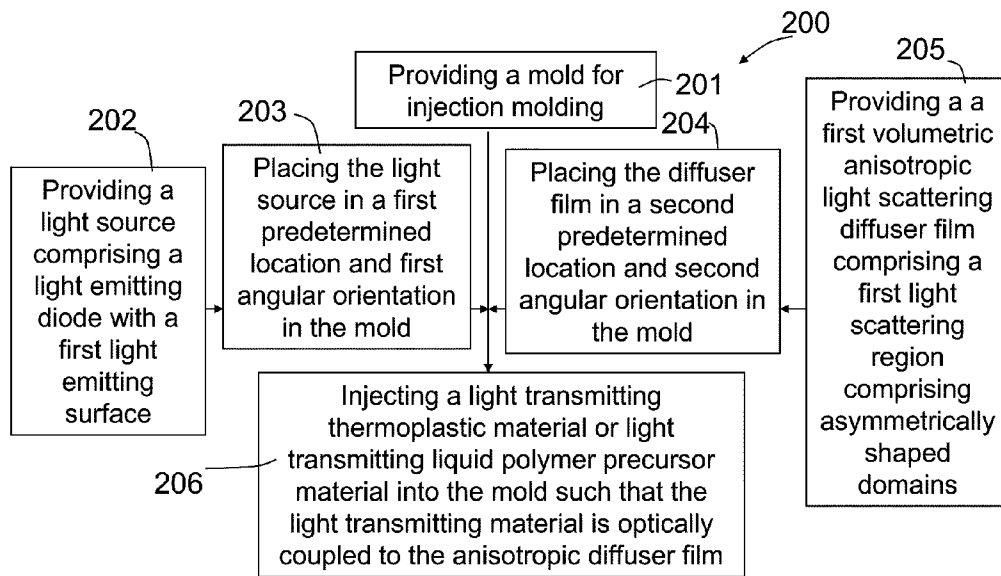 200
Providing a mold for
injection molding
201
202
Providing a
light source
comprising a
light emitting
diode with a
first light
emitting
surface
203
Placing the light
source in a first
predetermined
location and first
angular orientation
in the mold
204
Placing the diffuser
film in a second
predetermined
location and second
angular orientation in
the mold
205
Providing a a
first volumetric
anisotropic
light scattering
diffuser film
comprising a
first light
scattering
region
comprising
asymmetrically
shaped
domains
206
Injecting a light transmitting
thermoplastic material or light
transmitting liquid polymer precursor
material into the mold such that the
light transmitting material is optically
coupled to the anisotropic diffuser film